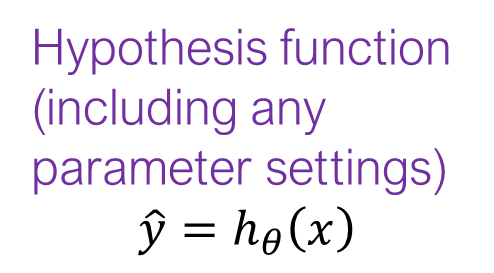 Hypothesis function
(including any
parameter settings)
ŷ = h_θ(x)